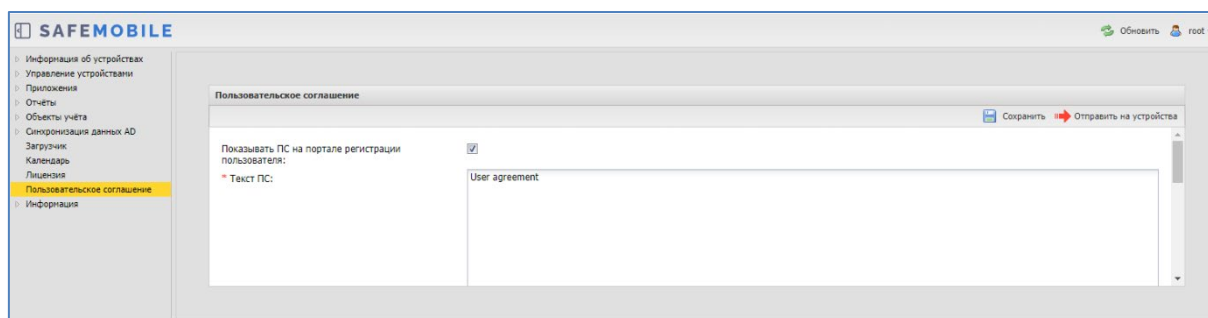 SAFEMOBILE
Обновить root
Информация об устройствах
Управление устройствами
Приложения
Отчёты
Объекты учёта
Синхронизация данных AD
Загрузчик
Календарь
Лицензия
Пользовательское соглашение
Информация
Пользовательское соглашение
Сохранить Отправить на устройства
Показывать ПС на портале регистрации
пользователя:
* Текст ПС:
User agreement